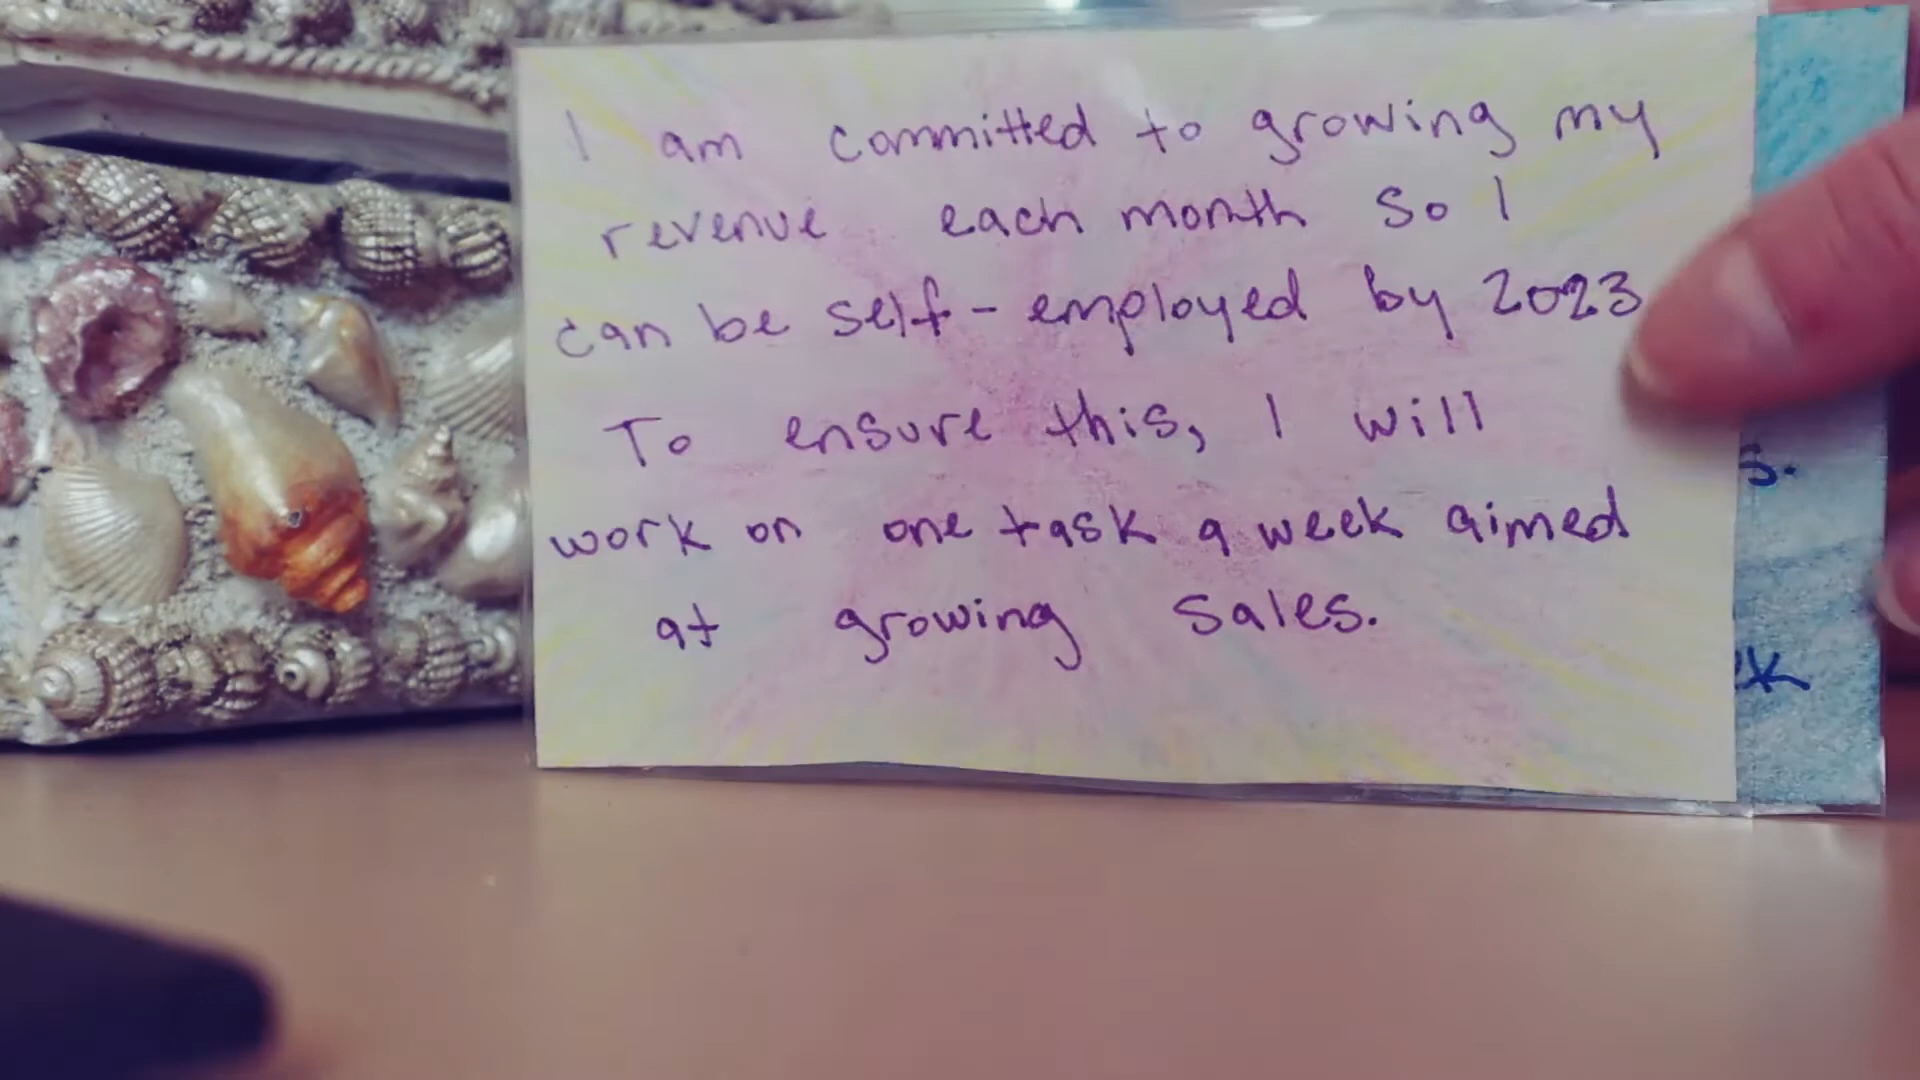 I am committed to growing my
revenue each month so I
can be self-employed by 2023
To ensure this, I will
work on one task a week aimed
at growing sales.
s.